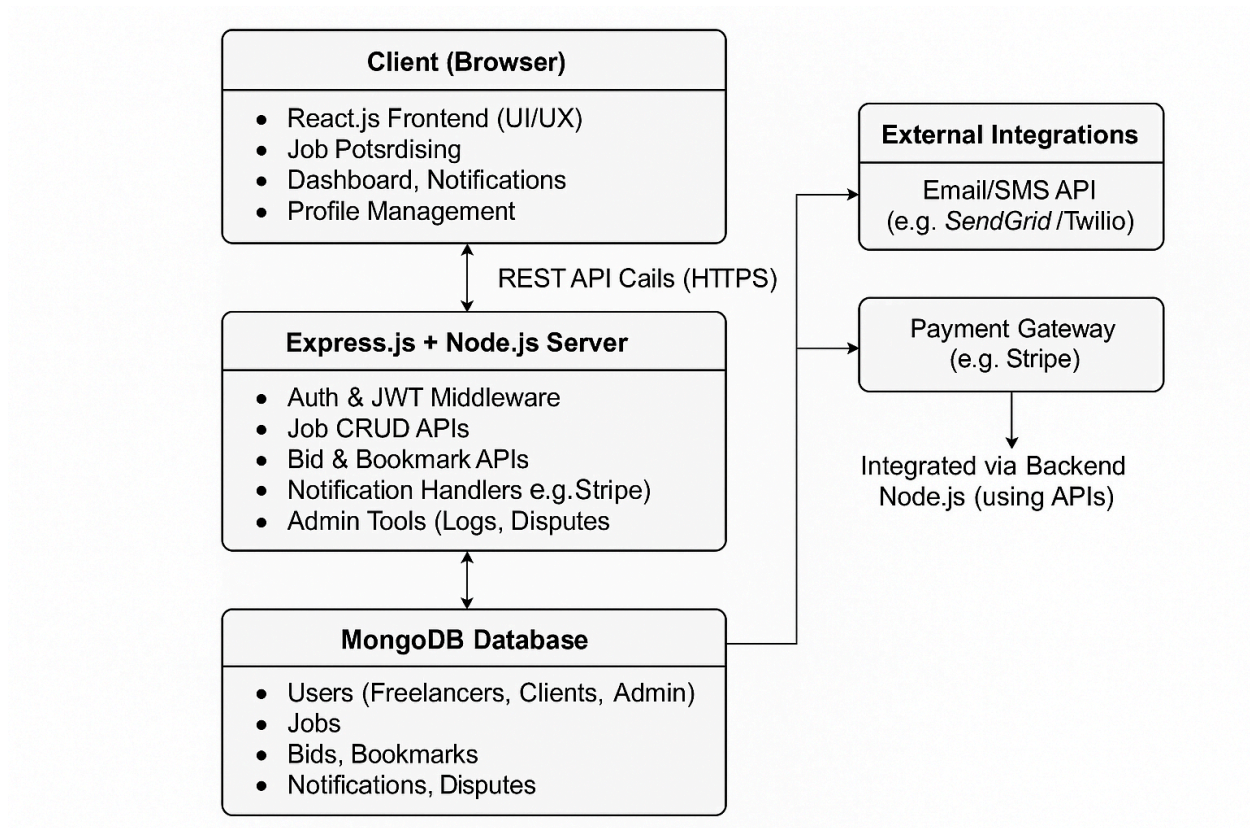 Client (Browser)
• React.js Frontend (UI/UX)
• Job Potsrdising
• Dashboard, Notifications
• Profile Management
REST API Cails (HTTPS)
Express.js + Node.js Server
• Auth & JWT Middleware
• Job CRUD APIs
• Bid & Bookmark APIs
• Notification Handlers e.g.Stripe)
• Admin Tools (Logs, Disputes
MongoDB Database
• Users (Freelancers, Clients, Admin)
• Jobs
• Bids, Bookmarks
• Notifications, Disputes
External Integrations
Email/SMS API
(e.g. SendGrid /Twilio)
Payment Gateway
(e.g. Stripe)
Integrated via Backend
Node.js (using APIs)